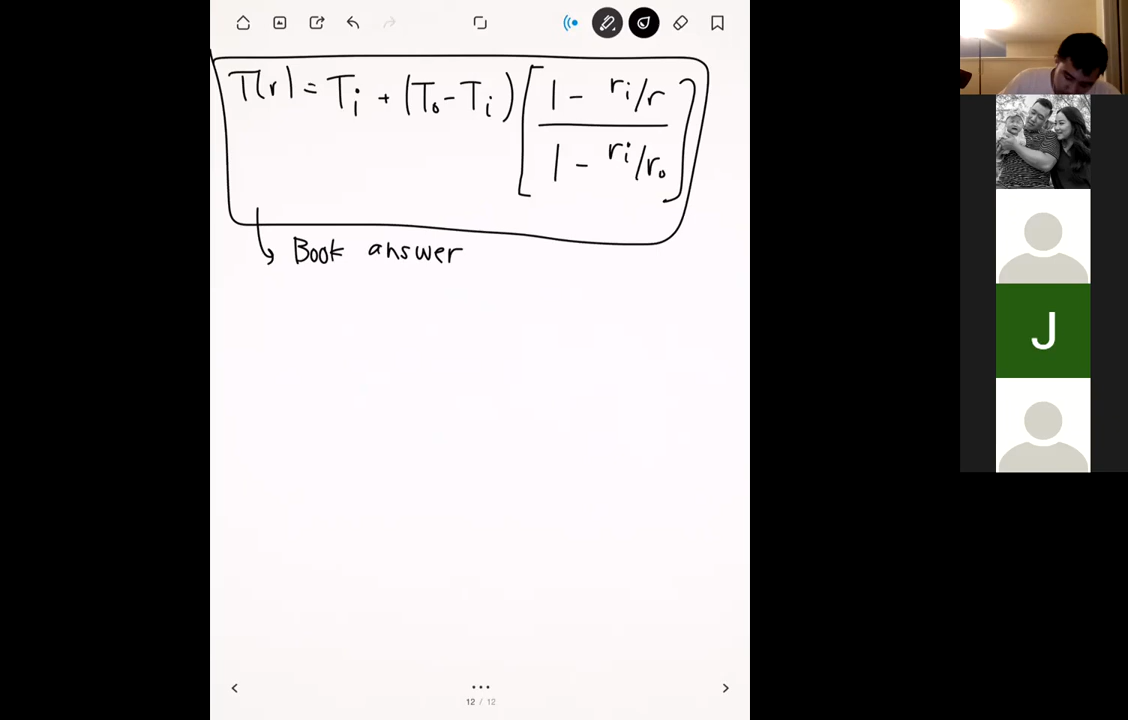 T(r) = Ti + (To - Ti) [1 - ri/r / 1 - ri/ro]
↳ Book answer
J
12 / 12